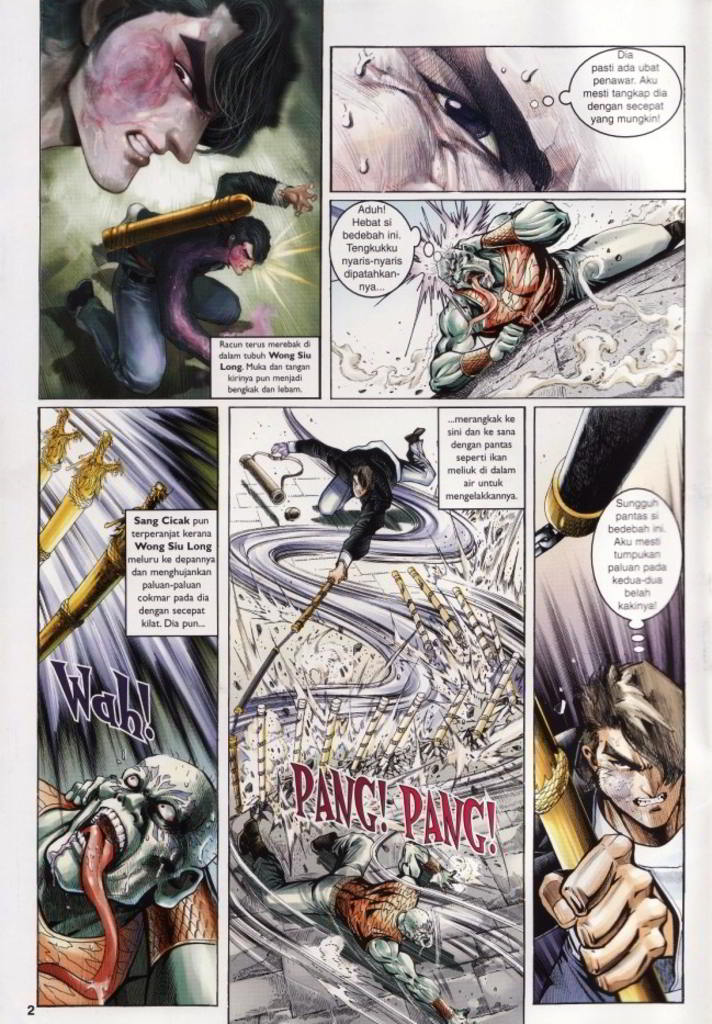 Racun terus merebak di
dalam tubuh Wong Siu
Long. Muka dan tangan
kirinya pun menjadi
bengkak dan lebam.
Dia
pasti ada ubat
penawar. Aku
mesti tangkap dia
dengan secepat
yang mungkin!
Aduh!
Hebat si
bedebah ini.
Tengkukku
nyaris-nyaris
dipatahkan-
nya...
Sang Cicak pun
terperanjat kerana
Wong Siu Long
meluru ke depannya
dan menghujankan
paluan-paluan
cokmar pada dia
dengan secepat
kilat. Dia pun...
Wah!
...merangkak ke
sini dan ke sana
dengan pantas
seperti ikan
meliuk di dalam
air untuk
mengelakkannya.
PANG! PANG!
Sungguh
pantas si
bedebah ini.
Aku mesti
tumpukan
paluan pada
kedua-dua
belah
kakinya!
2